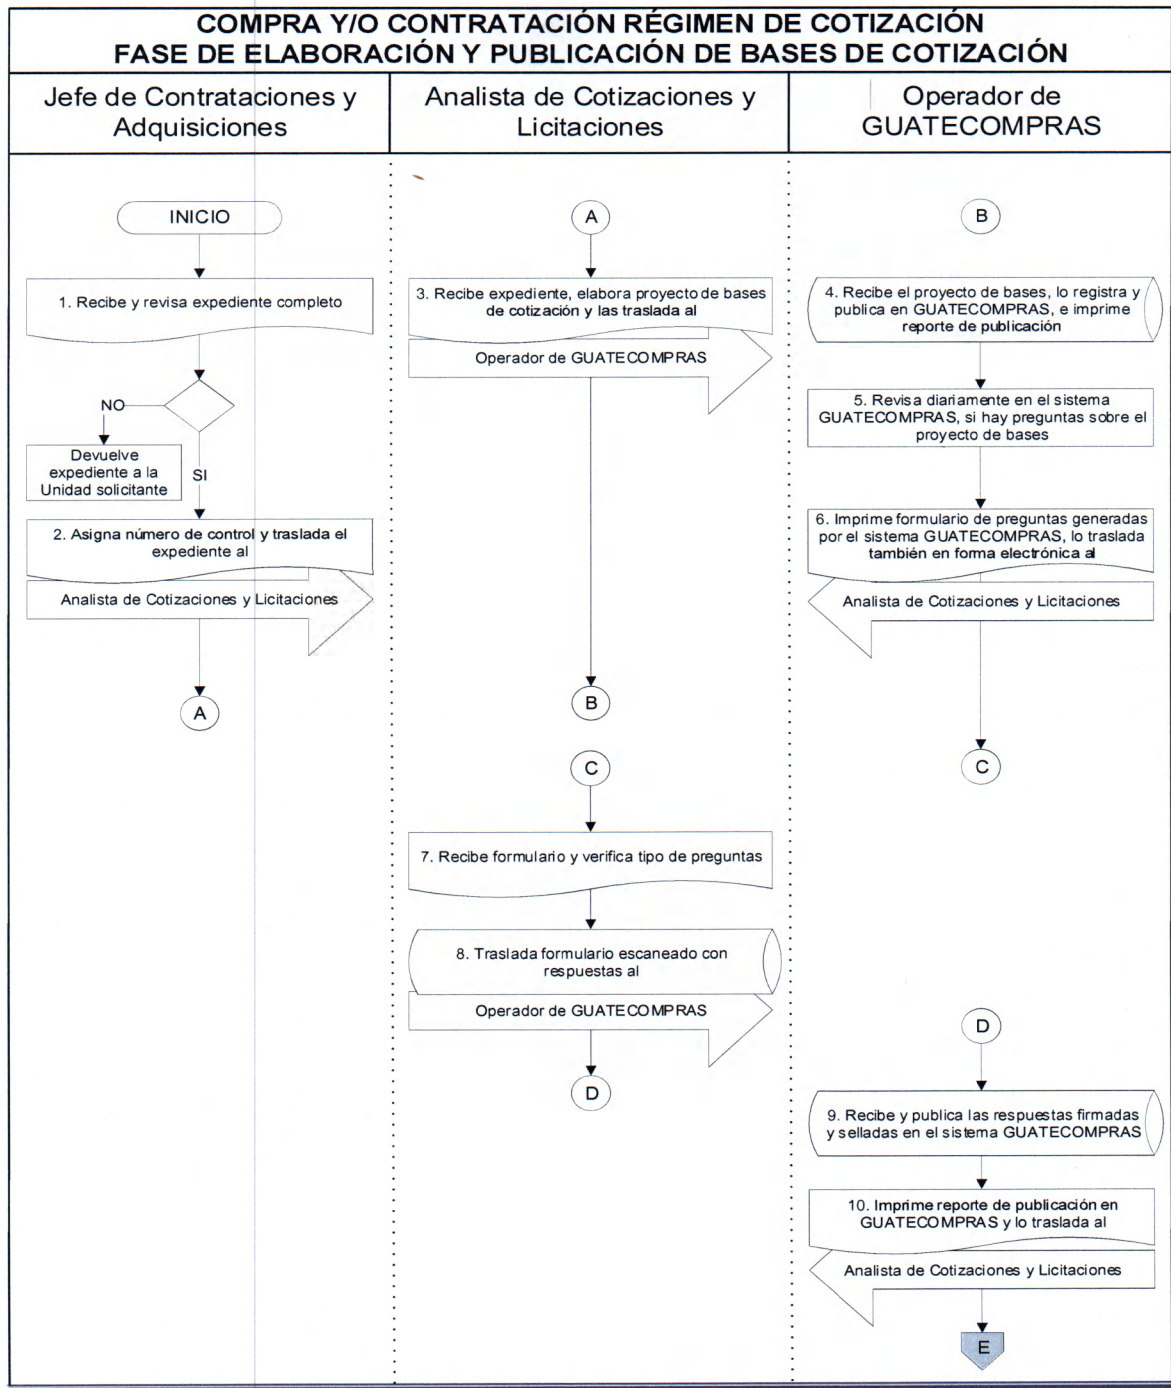 COMPRA Y/O CONTRATACIÓN RÉGIMEN DE COTIZACIÓN
FASE DE ELABORACIÓN Y PUBLICACIÓN DE BASES DE COTIZACIÓN
Jefe de Contrataciones y
Adquisiciones
Analista de Cotizaciones y
Licitaciones
Operador de
GUATECOMPRAS
INICIO
1. Recibe y revisa expediente completo
NO
Devuelve
expediente a la
Unidad solicitante
SI
2. Asigna número de control y traslada el
expediente al
Analista de Cotizaciones y Licitaciones
A
A
3. Recibe expediente, elabora proyecto de bases
de cotización y las traslada al
Operador de GUATECOMPRAS
B
C
7. Recibe formulario y verifica tipo de preguntas
8. Traslada formulario escaneado con
respuestas al
Operador de GUATECOMPRAS
D
B
4. Recibe el proyecto de bases, lo registra y
publica en GUATECOMPRAS, e imprime
reporte de publicación
5. Revisa diariamente en el sistema
GUATECOMPRAS, si hay preguntas sobre el
proyecto de bases
6. Imprime formulario de preguntas generadas
por el sistema GUATECOMPRAS, lo traslada
también en forma electrónica al
Analista de Cotizaciones y Licitaciones
C
D
9. Recibe y publica las respuestas firmadas
y selladas en el sistema GUATECOMPRAS
10. Imprime reporte de publicación en
GUATECOMPRAS y lo traslada al
Analista de Cotizaciones y Licitaciones
E